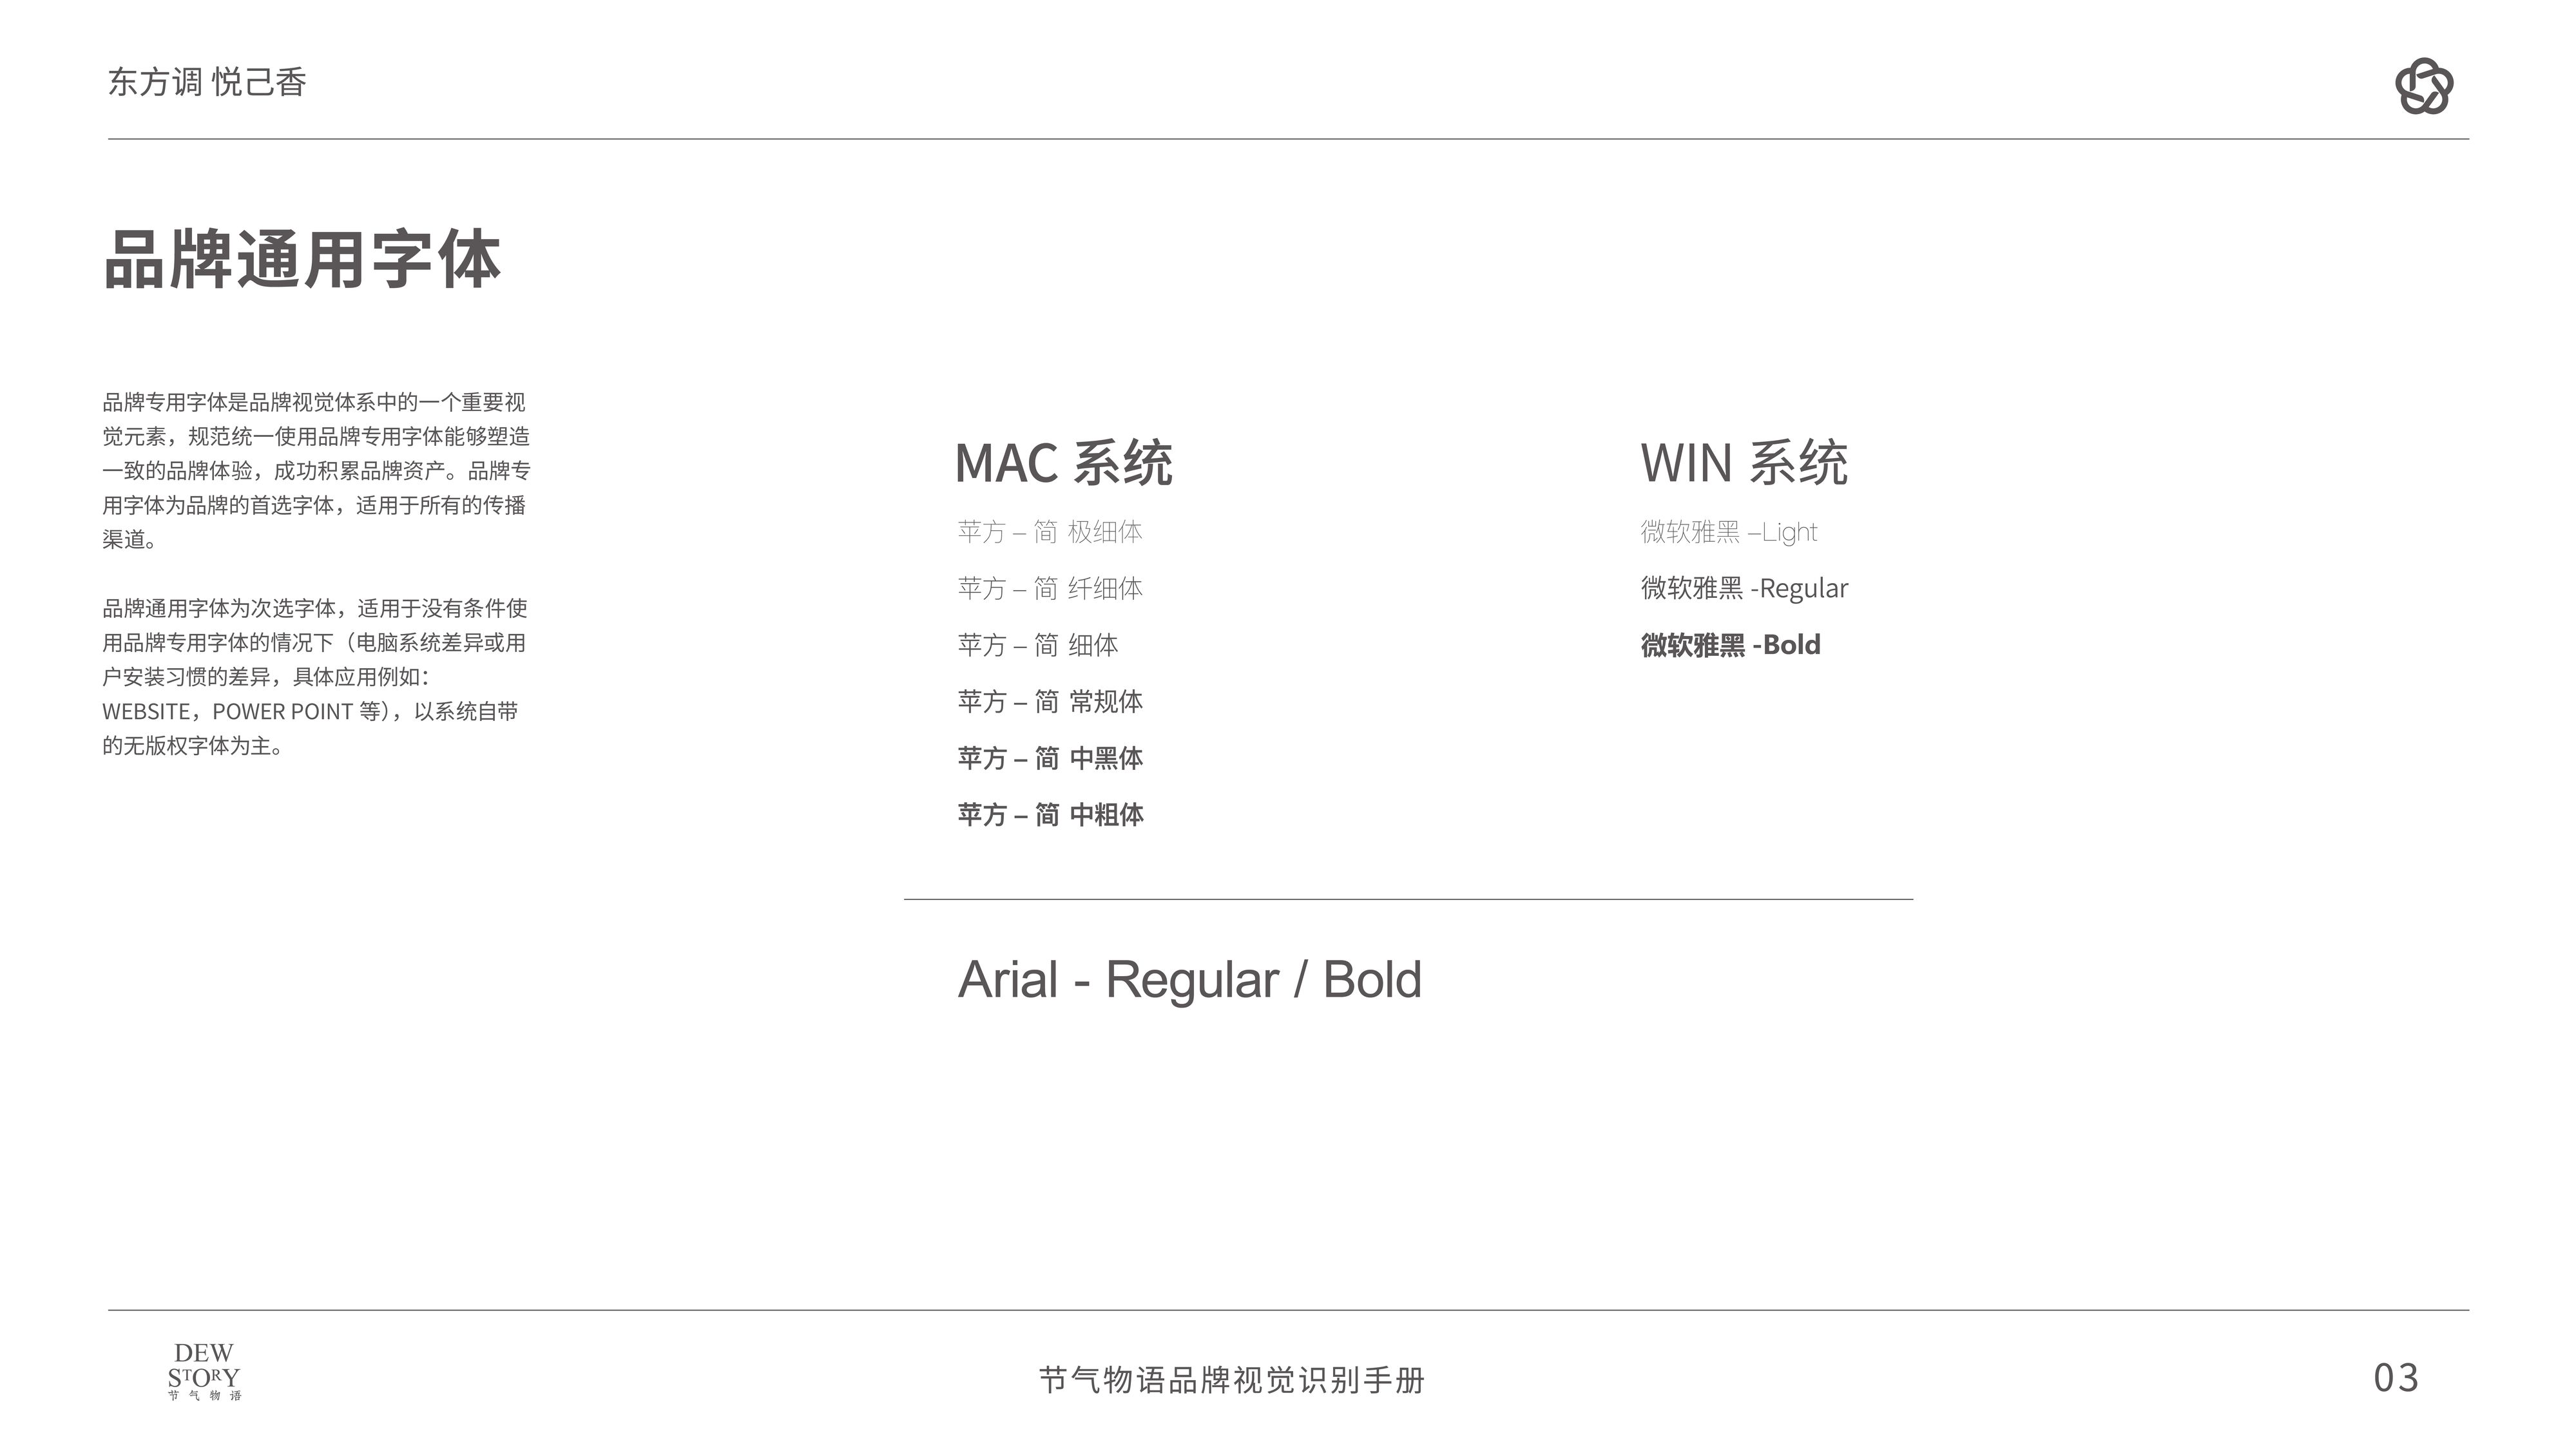 东方调 悦己香
品牌通用字体
品牌专用字体是品牌视觉体系中的一个重要视
觉元素，规范统一使用品牌专用字体能够塑造
一致的品牌体验，成功积累品牌资产。品牌专
用字体为品牌的首选字体，适用于所有的传播
渠道。
品牌通用字体为次选字体，适用于没有条件使
用品牌专用字体的情况下（电脑系统差异或用
户安装习惯的差异，具体应用例如：
WEBSITE，POWER POINT 等），以系统自带
的无版权字体为主。
MAC 系统
苹方 – 简 极细体
苹方 – 简 纤细体
苹方 – 简 细体
苹方 – 简 常规体
苹方 – 简 中黑体
苹方 – 简 中粗体
WIN 系统
微软雅黑 –Light
微软雅黑 -Regular
微软雅黑 -Bold
Arial - Regular / Bold
DEW
STORY
节气物语
节气物语品牌视觉识别手册
03